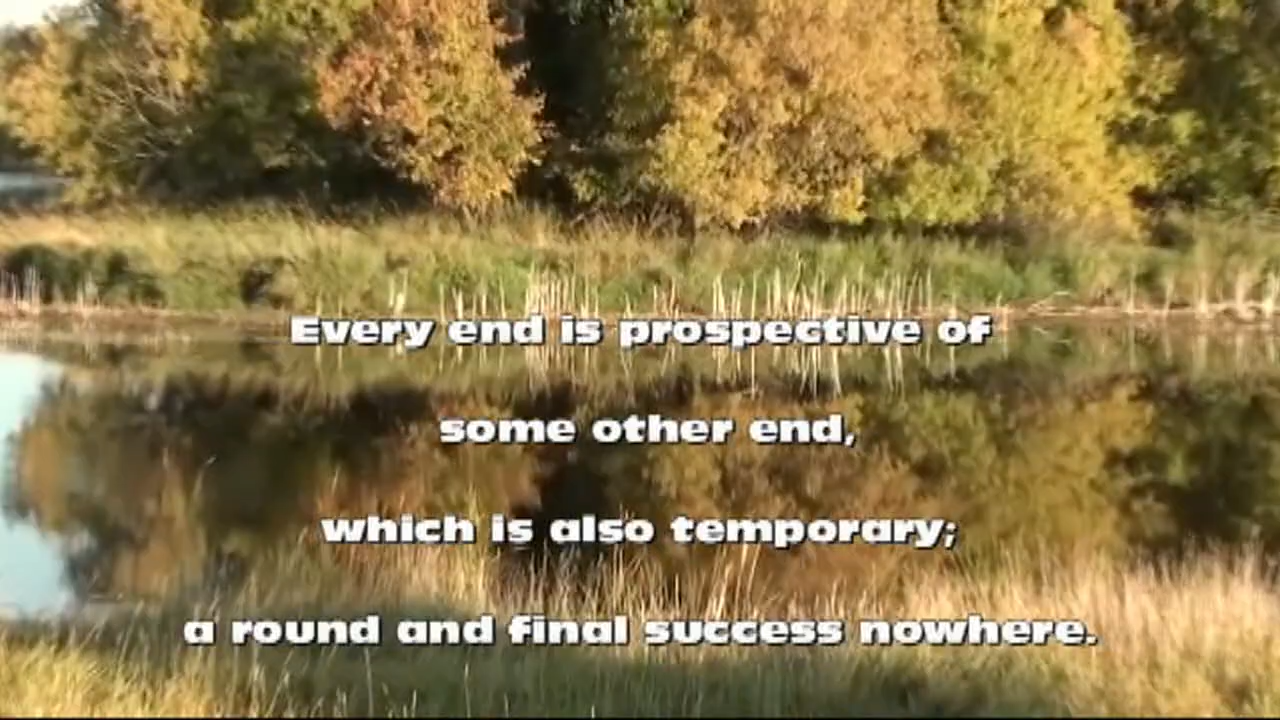 Every end is prospective of
some other end,
which is also temporary;
a round and final success nowhere.